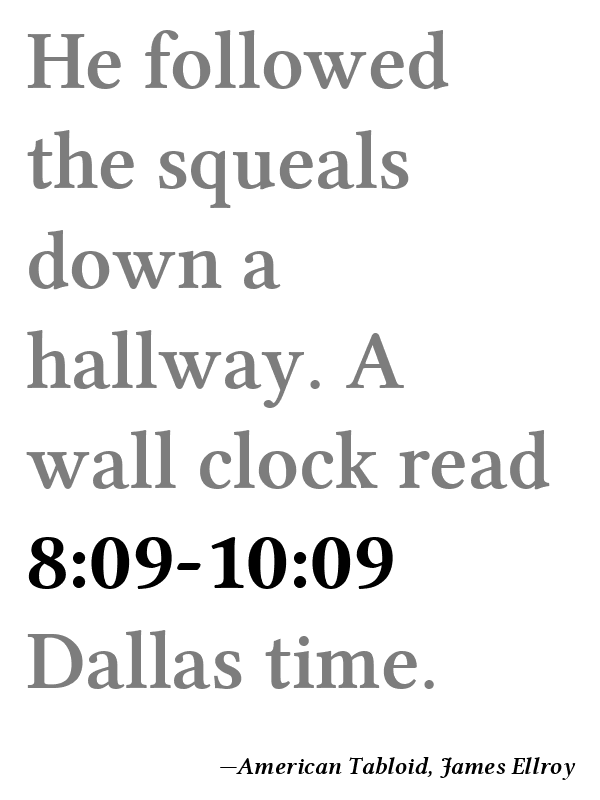 He followed
the squeals
down a
hallway. A
wall clock read
8:09-10:09
Dallas time.
—American Tabloid, James Ellroy